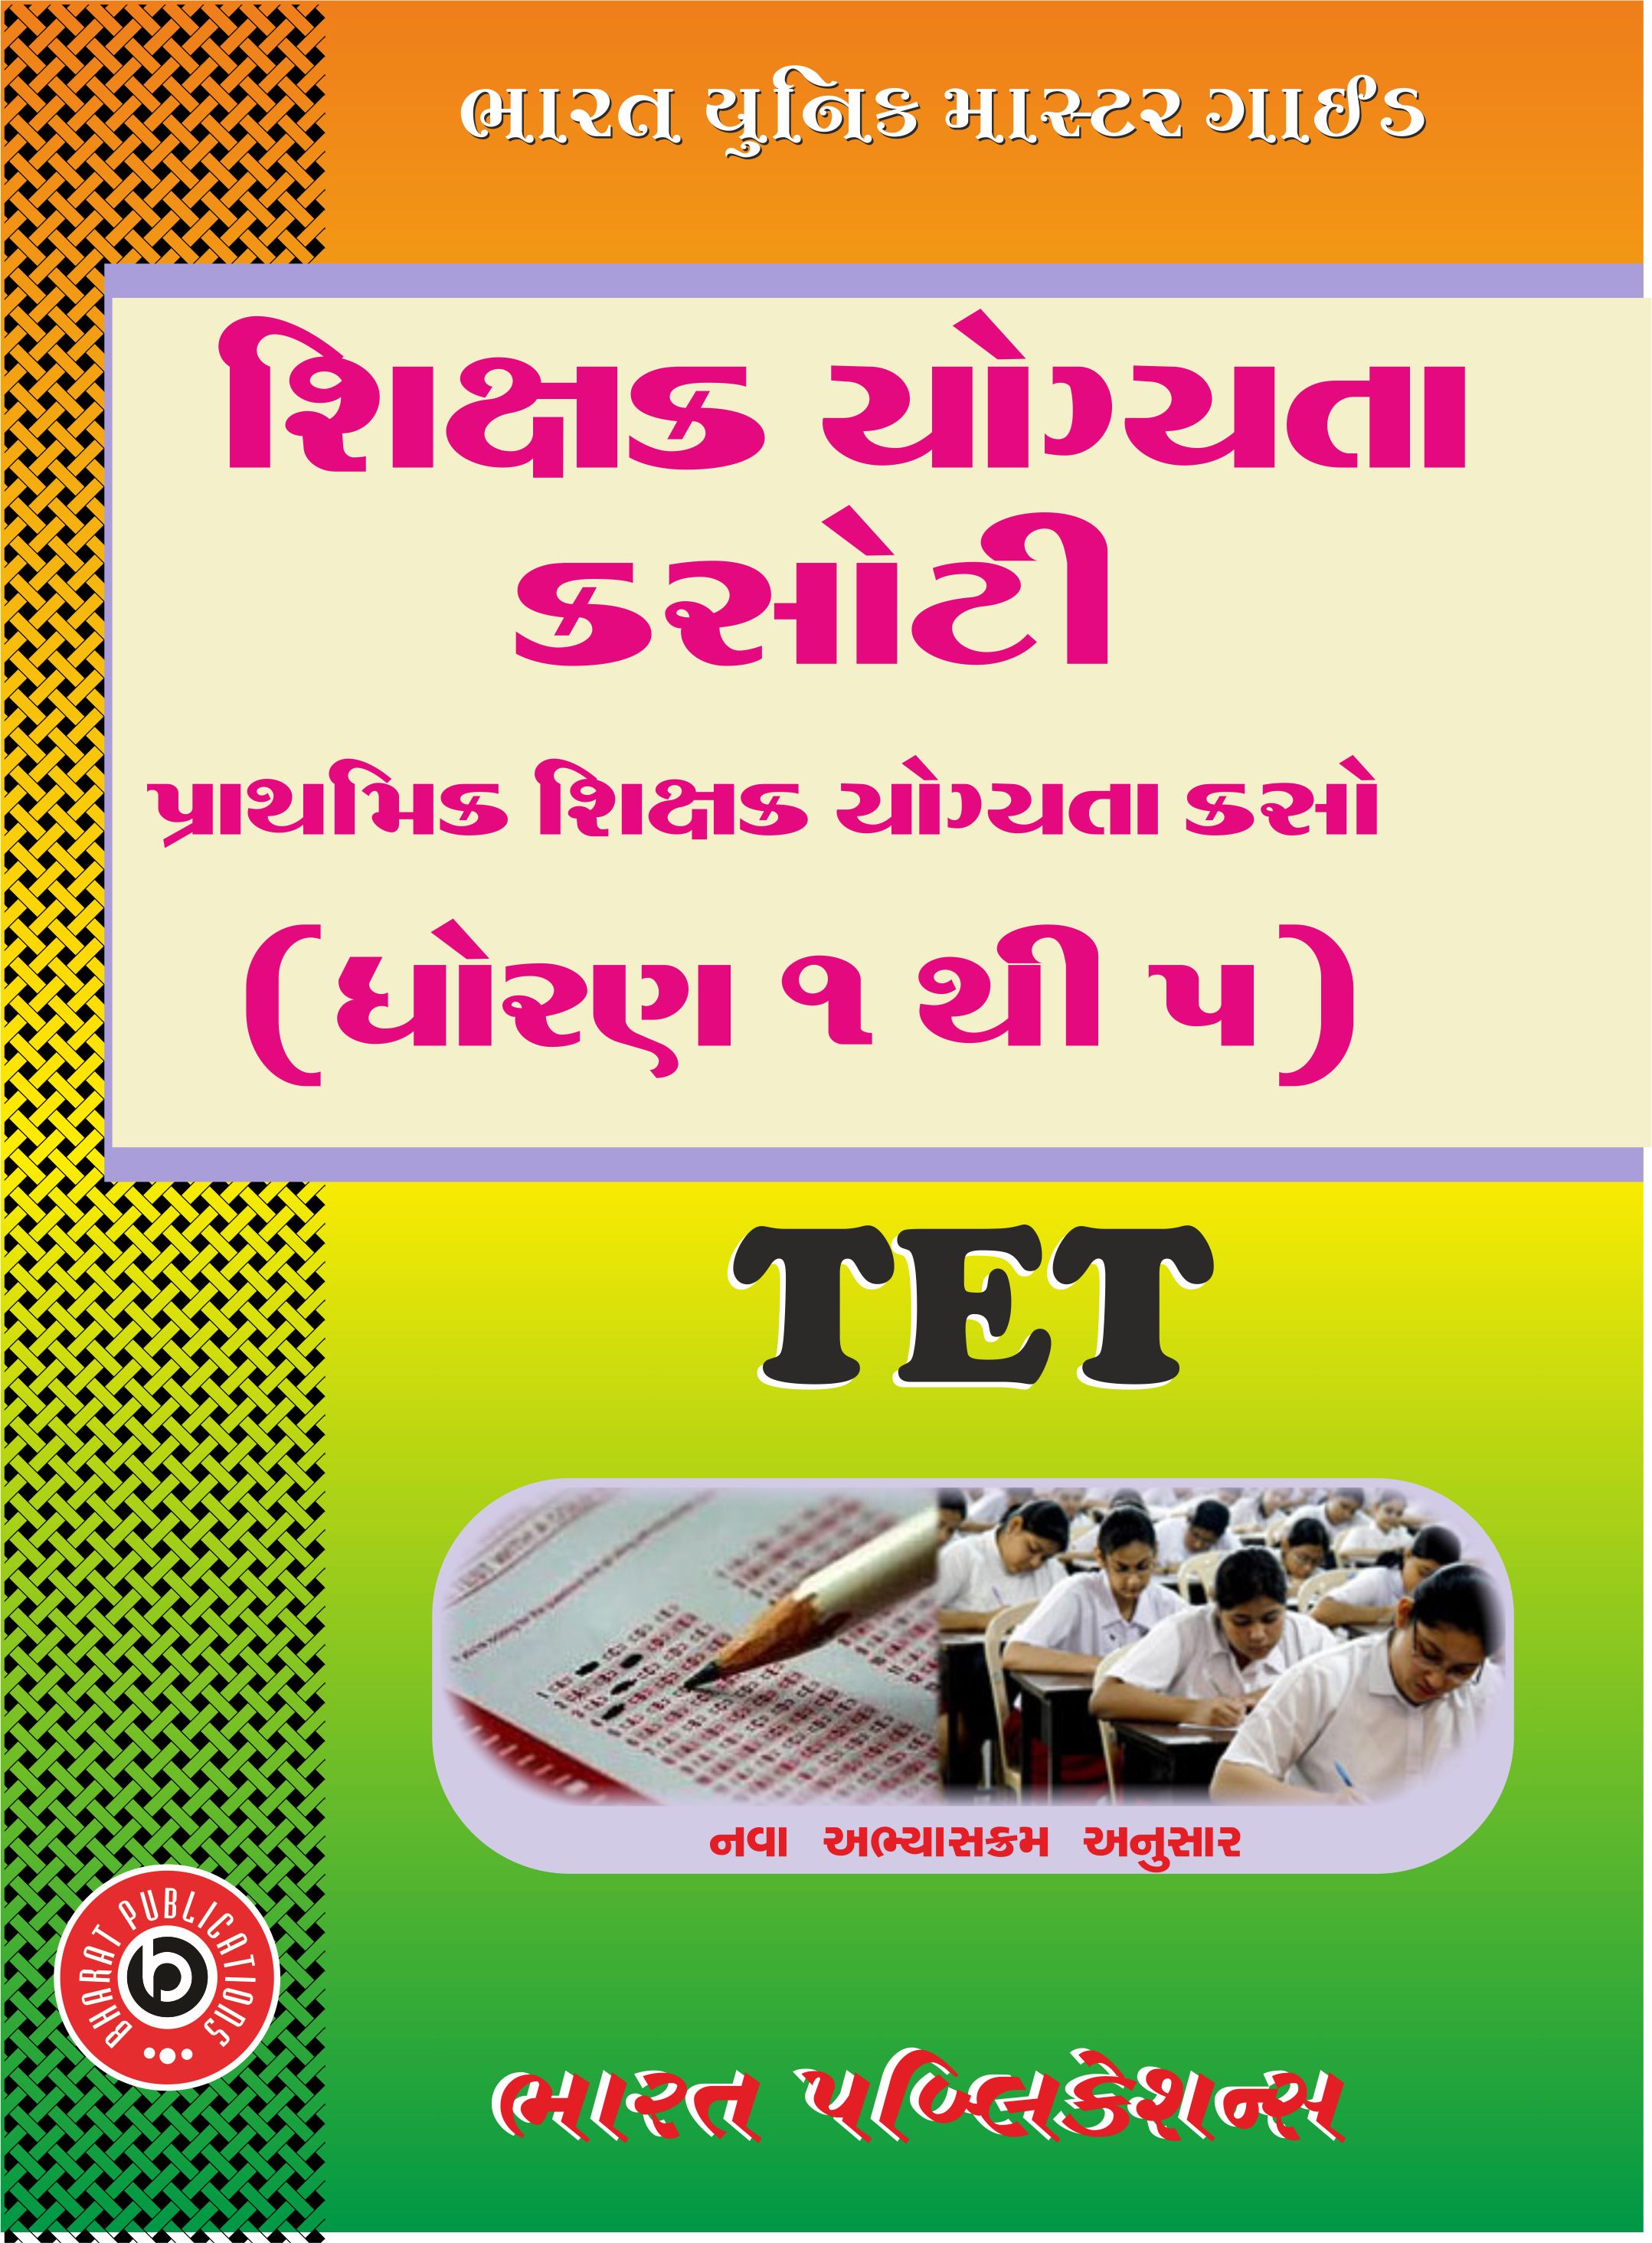 ભારત યુનિક માસ્ટર ગાઈડ
શિક્ષક યોગ્યતા
કસોટી
પ્રાથમિક શિક્ષક યોગ્યતા કસો
(ધોરણ ૧ થી ૫)
TET
નવા અભ્યાસક્રમ અનુસાર
BHARAT PUBLICATIONS
b
ભારત પબ્લિકેશન્સ